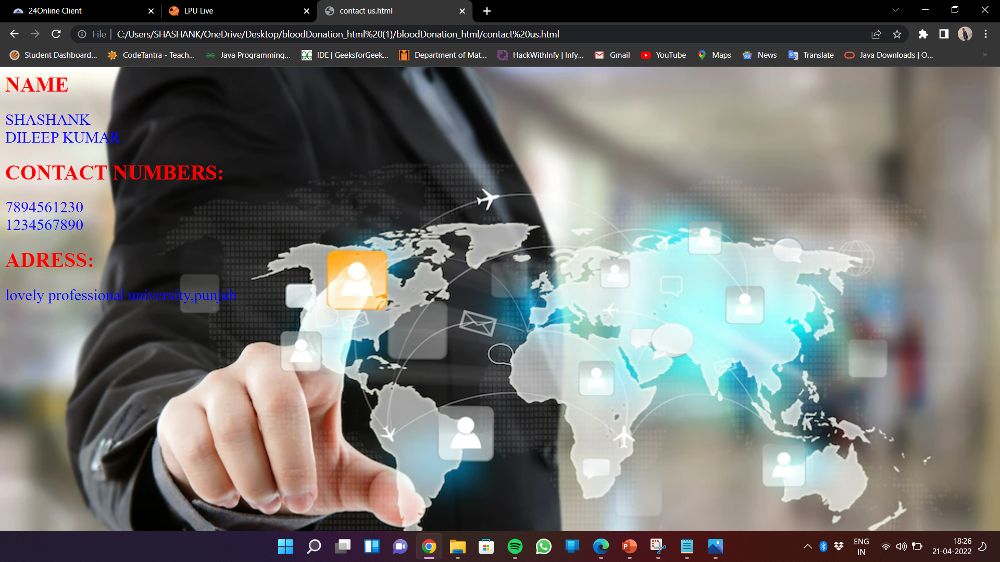 24Online Client
LPU Live
contact us.html
File
C:/Users/SHASHANK/OneDrive/Desktop/bloodDonation_html%20(1)/bloodDonation_html/contact%20us.html
Student Dashboard...
CodeTantra - Teach...
Java Programming...
IDE | GeeksforGeek...
Department of Mat...
HackWithInfy | Infy...
Gmail
YouTube
Maps
News
Translate
Java Downloads | O...
NAME
SHASHANK
DILEEP KUMAR
CONTACT NUMBERS:
7894561230
1234567890
ADRESS:
lovely professional university,punjab
ENG
IN
18:26
21-04-2022